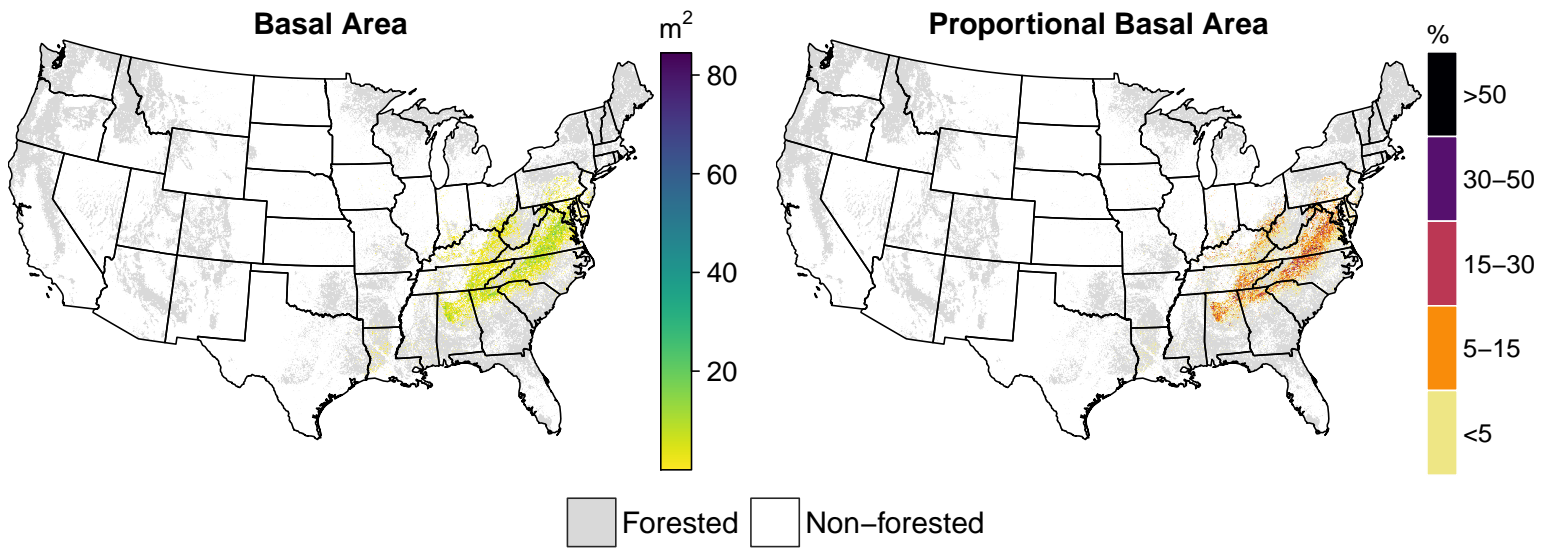 Basal Area
m2
80
60
40
20
Proportional Basal Area
%
>50
30−50
15−30
5−15
<5
Forested
Non−forested